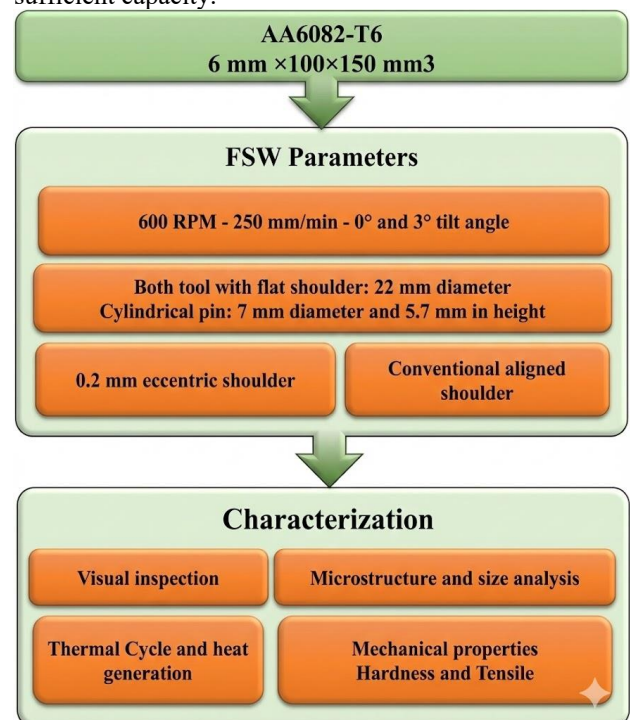 sufficient capacity.
AA6082-T6
6 mm ×100×150 mm3
FSW Parameters
600 RPM - 250 mm/min - 0° and 3° tilt angle
Both tool with flat shoulder: 22 mm diameter
Cylindrical pin: 7 mm diameter and 5.7 mm in height
0.2 mm eccentric shoulder
Conventional aligned
shoulder
Characterization
Visual inspection
Microstructure and size analysis
Thermal Cycle and heat
generation
Mechanical properties
Hardness and Tensile